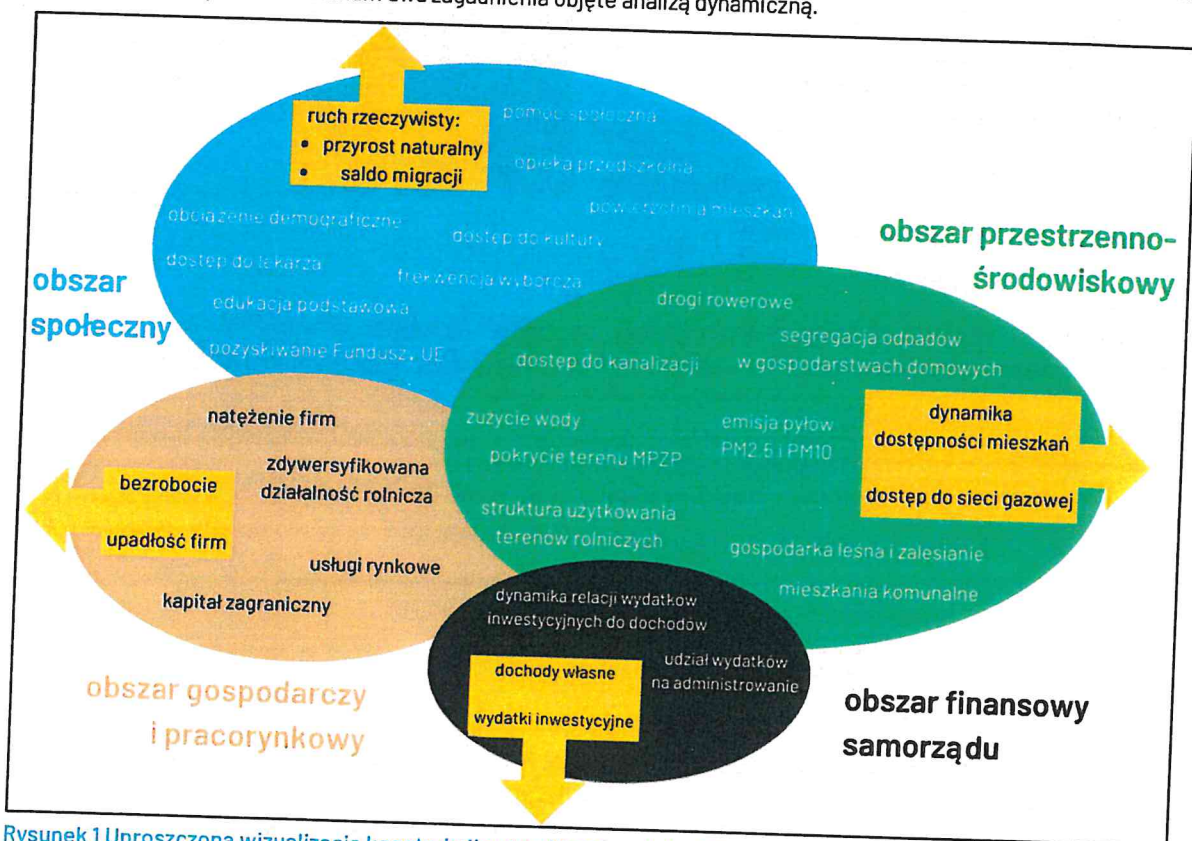 zagadnienia objęte analizą dynamiczną.
ruch rzeczywisty:
• przyrost naturalny
• saldo migracji
pomoc społeczna
opieka przedszkolna
powierzchnia mieszkań
obciążenie demograficzne
dostęp do kultury
dostęp do lekarza
frekwencja wyborcza
edukacja podstawowa
pozyskiwanie Fundusz. UE
obszar
społeczny
obszar przestrzenno-
środowiskowy
drogi rowerowe
segregacja odpadów
w gospodarstwach domowych
dostęp do kanalizacji
zużycie wody
emisja pyłów
PM2.5 i PM10
pokrycie terenu MPZP
dynamika
dostępności mieszkań
dostęp do sieci gazowej
struktura użytkowania
terenów rolniczych
gospodarka leśna i zalesianie
mieszkania komunalne
natężenie firm
zdywersyfikowana
działalność rolnicza
bezrobocie
upadłość firm
usługi rynkowe
kapitał zagraniczny
obszar gospodarczy
i pracorynkowy
dynamika relacji wydatków
inwestycyjnych do dochodów
udział wydatków
na administrowanie
dochody własne
wydatki inwestycyjne
obszar finansowy
samorządu
Rysunek 1 Uproszczona wizualizacja